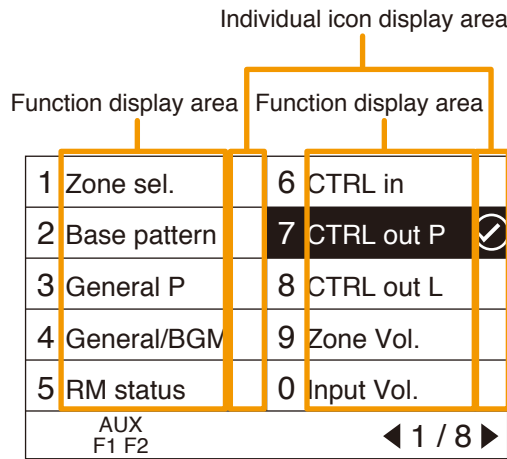 Individual icon display area
Function display area Function display area
1 Zone sel. 6 CTRL in
2 Base pattern 7 CTRL out P
3 General P 8 CTRL out L
4 General/BGM 9 Zone Vol.
5 RM status 0 Input Vol.
AUX
F1 F2
1 / 8